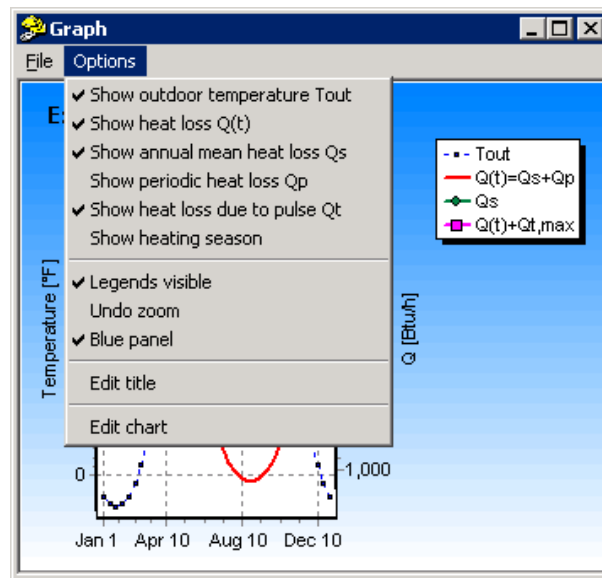 Graph
File Options
Show outdoor temperature Tout
Show heat loss Q(t)
Show annual mean heat loss Qs
Show periodic heat loss Qp
Show heat loss due to pulse Qt
Show heating season
Legends visible
Undo zoom
Blue panel
Edit title
Edit chart
Tout
Q(t)=Qs+Qp
Qs
Q(t)+Qt,max
Temperature [°F]
Q [Btu/h]
0
1,000
Jan 1 Apr 10 Aug 10 Dec 10